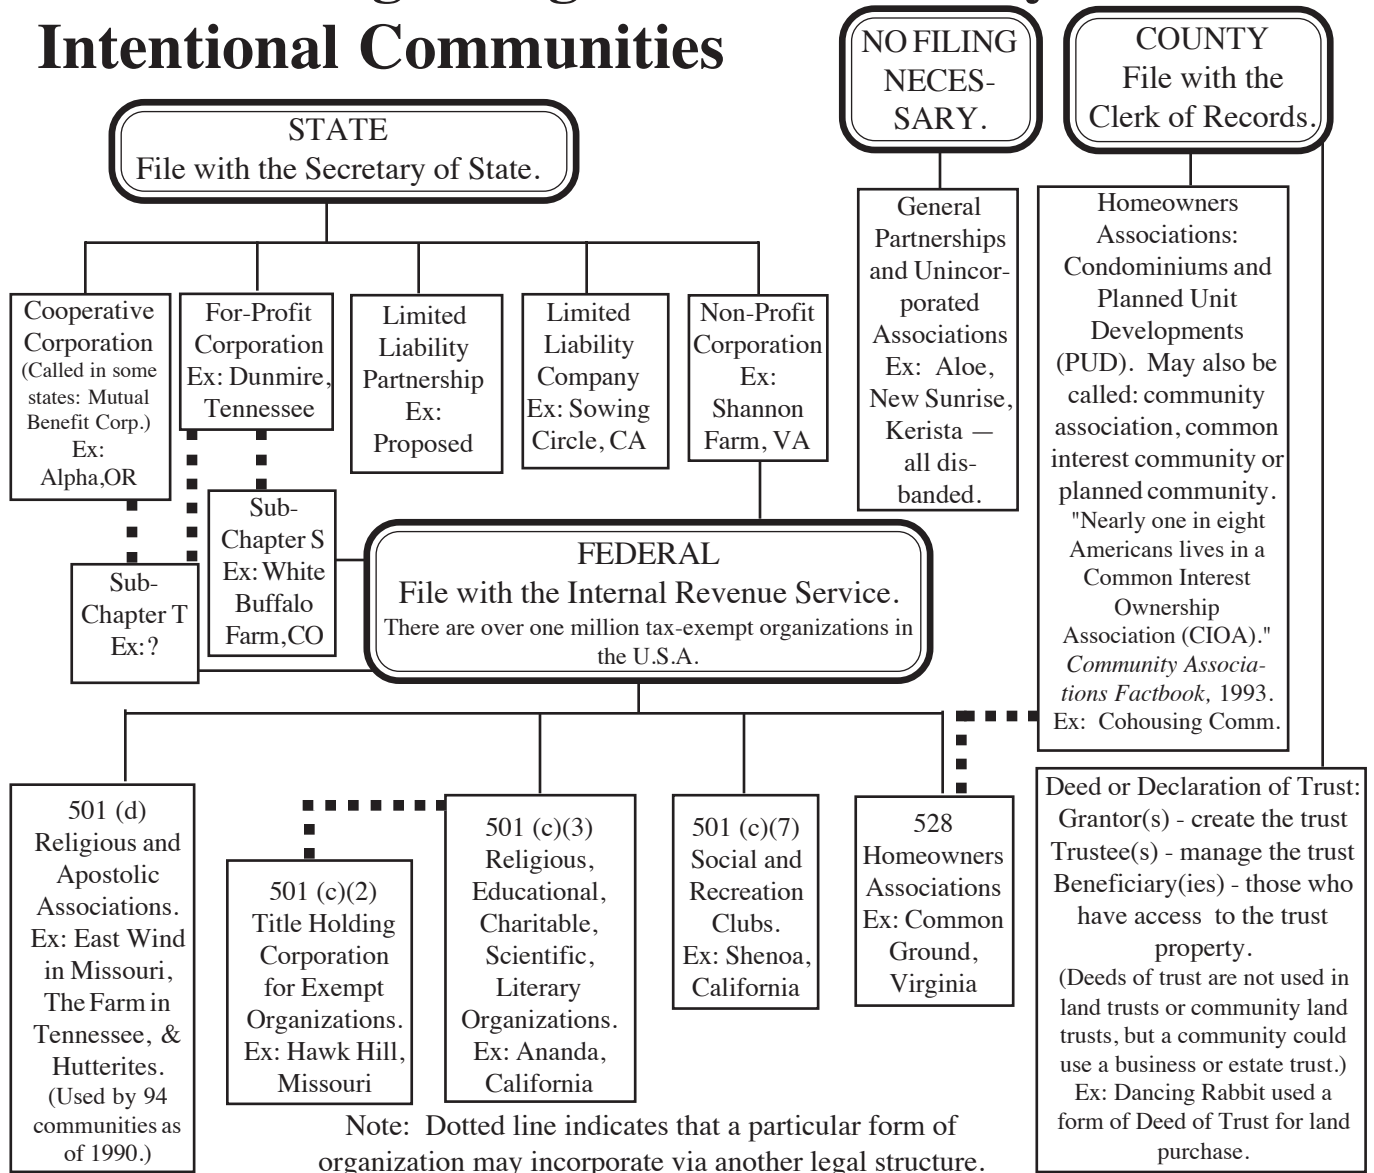 Intentional Communities
NO FILING
NECES-
SARY.
COUNTY
File with the
Clerk of Records.
STATE
File with the Secretary of State.
General
Partnerships
and Unincor-
porated
Associations
Ex: Aloe,
New Sunrise,
Kerista —
all dis-
banded.
Homeowners
Associations:
Condominiums and
Planned Unit
Developments
(PUD). May also be
called: community
association, common
interest community or
planned community.
"Nearly one in eight
Americans lives in a
Common Interest
Ownership
Association (CIOA)."
Community Associa-
tions Factbook, 1993.
Ex: Cohousing Comm.
Cooperative
Corporation
(Called in some
states: Mutual
Benefit Corp.)
Ex:
Alpha,OR
For-Profit
Corporation
Ex: Dunmire,
Tennessee
Limited
Liability
Partnership
Ex:
Proposed
Limited
Liability
Company
Ex: Sowing
Circle, CA
Non-Profit
Corporation
Ex:
Shannon
Farm, VA
Sub-
Chapter S
Ex: White
Buffalo
Farm,CO
Sub-
Chapter T
Ex:?
FEDERAL
File with the Internal Revenue Service.
There are over one million tax-exempt organizations in
the U.S.A.
501 (d)
Religious and
Apostolic
Associations.
Ex: East Wind
in Missouri,
The Farm in
Tennessee, &
Hutterites.
(Used by 94
communities as
of 1990.)
501 (c)(2)
Title Holding
Corporation
for Exempt
Organizations.
Ex: Hawk Hill,
Missouri
501 (c)(3)
Religious,
Educational,
Charitable,
Scientific,
Literary
Organizations.
Ex: Ananda,
California
501 (c)(7)
Social and
Recreation
Clubs.
Ex: Shenoa,
California
528
Homeowners
Associations
Ex: Common
Ground,
Virginia
Deed or Declaration of Trust:
Grantor(s) - create the trust
Trustee(s) - manage the trust
Beneficiary(ies) - those who
have access to the trust
property.
(Deeds of trust are not used in
land trusts or community land
trusts, but a community could
use a business or estate trust.)
Ex: Dancing Rabbit used a
form of Deed of Trust for land
purchase.
Note: Dotted line indicates that a particular form of
organization may incorporate via another legal structure.